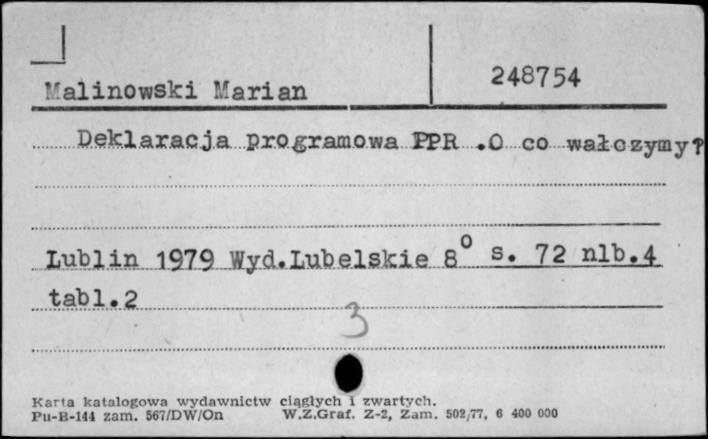 248754
Malinowski Marian
Deklaracja programowa PPR .O co wałczymy?
Lublin 1979 Wyd.Lubelskie 8° s. 72 nlb.4
tabl.2
3
Karta katalogowa wydawnictw ciągłych i zwartych.
Pu-B-144 zam. 567/DW/On W.Z.Graf. Z-2, Zam. 502/77, 6 400 000